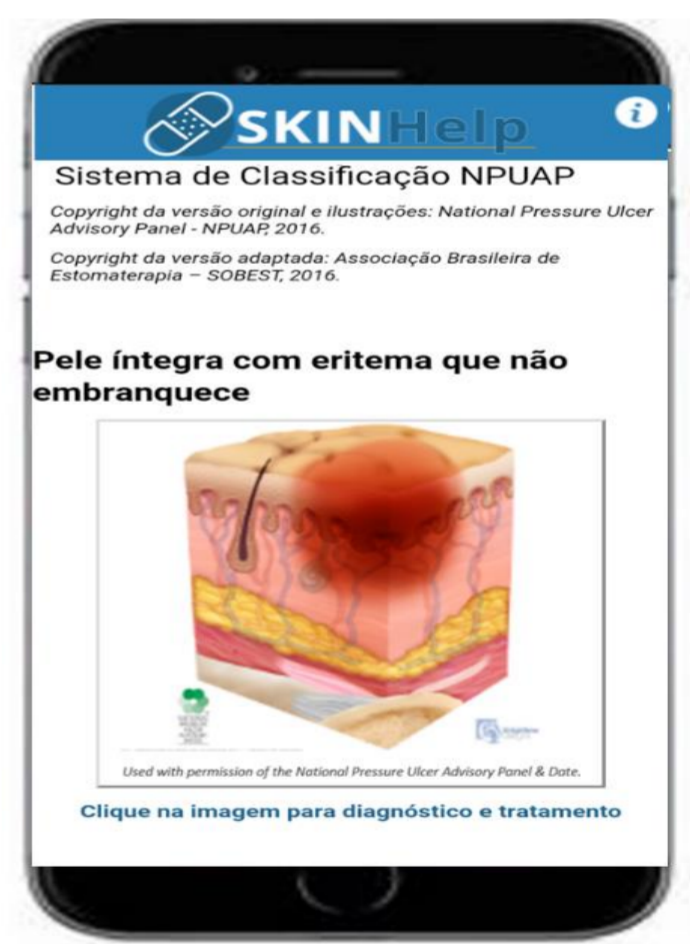 SKINHelp
i
Sistema de Classificação NPUAP
Copyright da versão original e ilustrações: National Pressure Ulcer
Advisory Panel - NPUAP, 2016.
Copyright da versão adaptada: Associação Brasileira de
Estomaterapia – SOBEST, 2016.
Pele íntegra com eritema que não
embranquece
Used with permission of the National Pressure Ulcer Advisory Panel & Date.
Clique na imagem para diagnóstico e tratamento